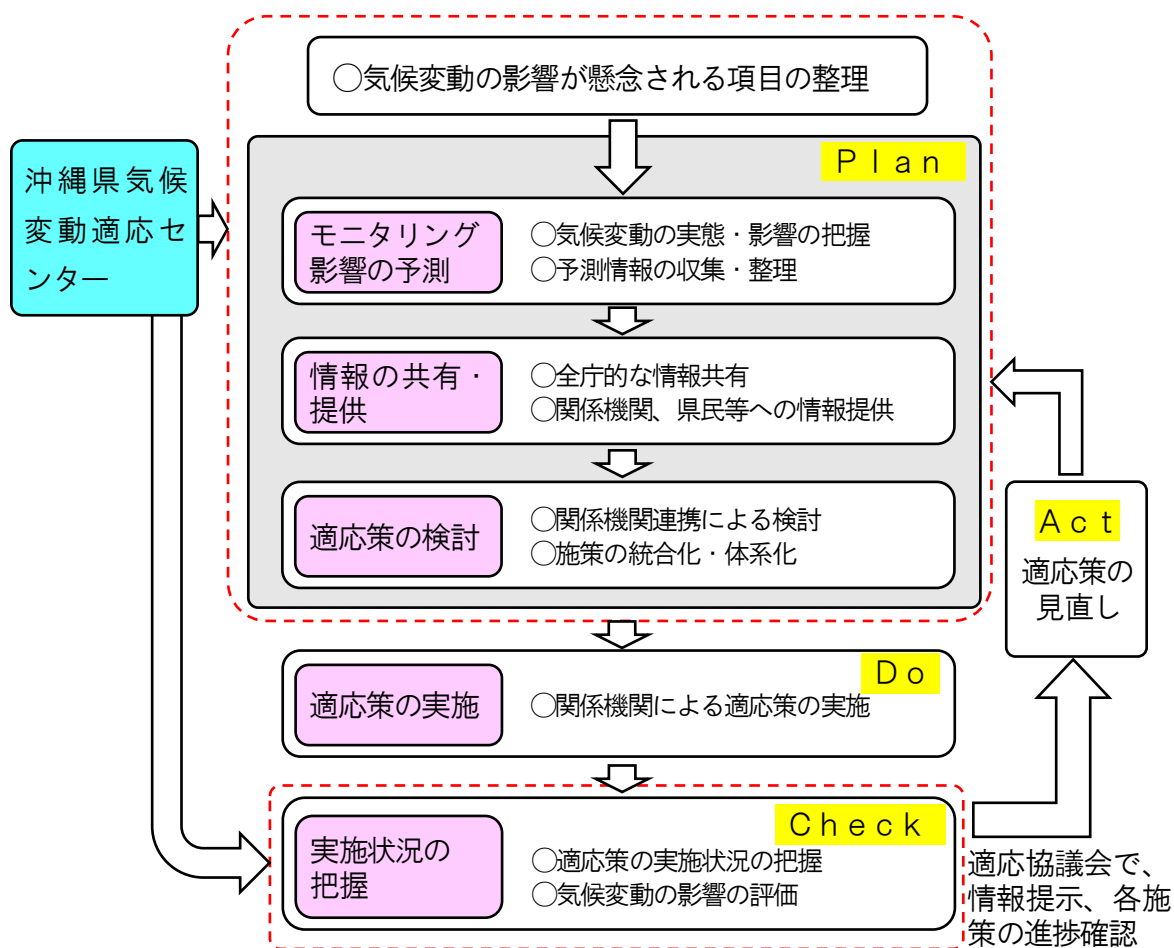 〇気候変動の影響が懸念される項目の整理
Ｐｌａｎ
沖縄県気候
変動適応セ
ンター
モニタリング
影響の予測
〇気候変動の実態・影響の把握
〇予測情報の収集・整理
情報の共有・
提供
〇全庁的な情報共有
〇関係機関、県民等への情報提供
適応策の検討
〇関係機関連携による検討
〇施策の統合化・体系化
Ａｃｔ
適応策の
見直し
Ｄｏ
適応策の実施
〇関係機関による適応策の実施
Ｃｈｅｃｋ
実施状況の
把握
〇適応策の実施状況の把握
〇気候変動の影響の評価
適応協議会で、
情報提示、各施
策の進捗確認